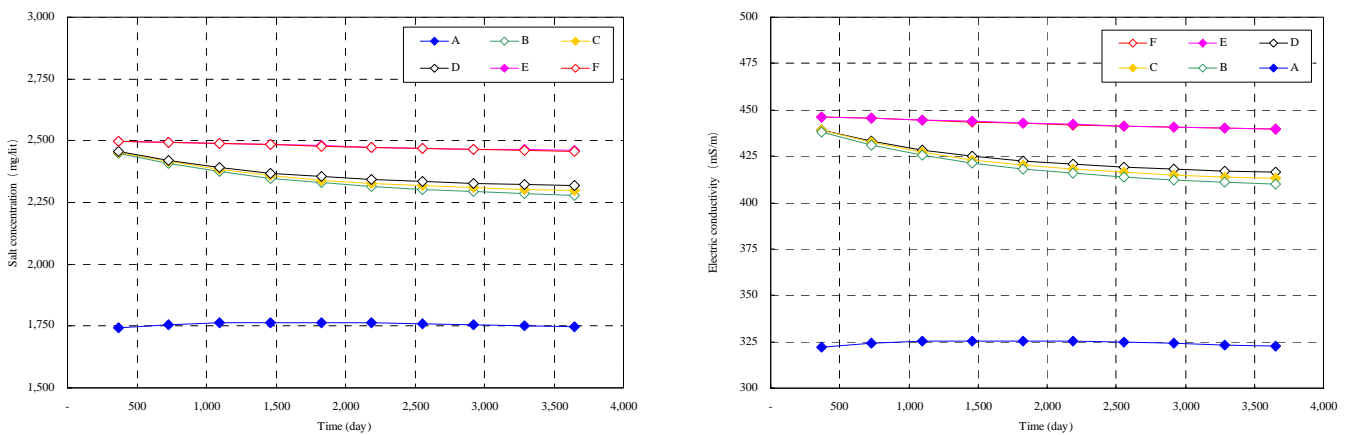 3,000
2,750
2,500
2,250
2,000
1,750
1,500
Salt concentration (mg/lit)
A B C
D E F
- 500 1,000 1,500 2,000 2,500 3,000 3,500 4,000
Time (day)
500
475
450
425
400
375
350
325
300
Electric conductivity (mS/m)
F E D
C B A
- 500 1,000 1,500 2,000 2,500 3,000 3,500 4,000
Time (day)